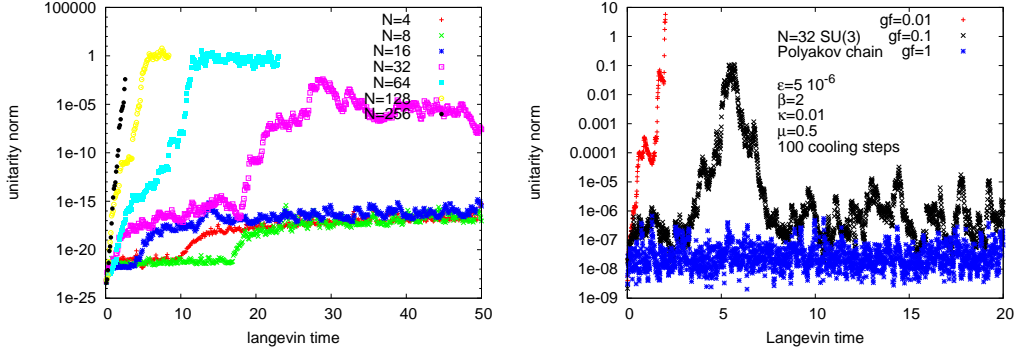 100000
1
1e-05
1e-10
1e-15
1e-20
1e-25
unitarity norm
0 10 20 30 40 50
langevin time
N=4
N=8
N=16
N=32
N=64
N=128
N=256
10
1
0.1
0.01
0.001
0.0001
1e-05
1e-06
1e-07
1e-08
1e-09
unitarity norm
0 5 10 15 20
Langevin time
gf=0.01
N=32 SU(3) gf=0.1
Polyakov chain gf=1
ε=5 10⁻⁶
β=2
κ=0.01
μ=0.5
100 cooling steps